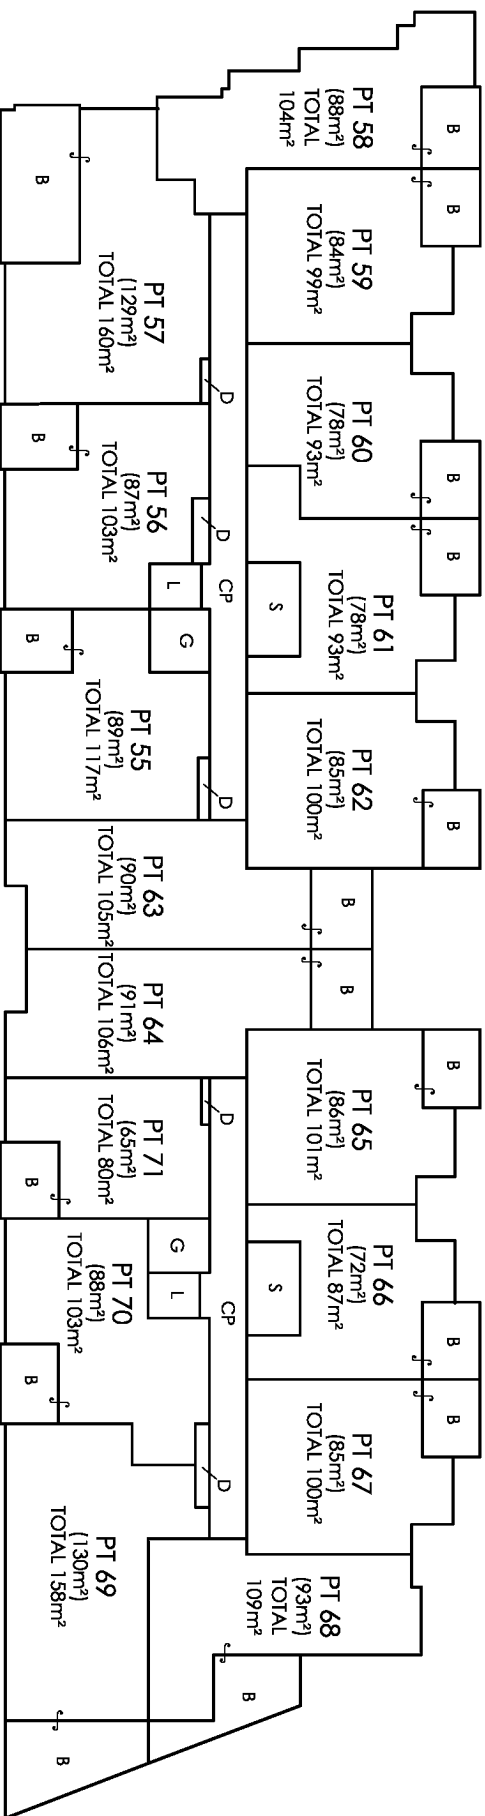 PT 58
(88m²)
TOTAL
104m²
B
B
PT 59
(84m²)
TOTAL 99m²
PT 60
(78m²)
TOTAL 93m²
B
B
PT 61
(78m²)
TOTAL 93m²
S
PT 62
(85m²)
TOTAL 100m²
B
B
B
PT 65
(86m²)
TOTAL 101m²
B
PT 66
(72m²)
TOTAL 87m²
S
B
B
PT 67
(85m²)
TOTAL 100m²
PT 68
(93m²)
TOTAL
109m²
B
B
PT 57
(129m²)
TOTAL 160m²
D
B
PT 56
(87m²)
TOTAL 103m²
D
CP
L
G
B
PT 55
(89m²)
TOTAL 117m²
D
PT 63
(90m²)
TOTAL 105m²
PT 64
(91m²)
TOTAL 106m²
D
PT 71
(65m²)
TOTAL 80m²
B
G
L
CP
PT 70
(88m²)
TOTAL 103m²
B
D
PT 69
(130m²)
TOTAL 158m²
B